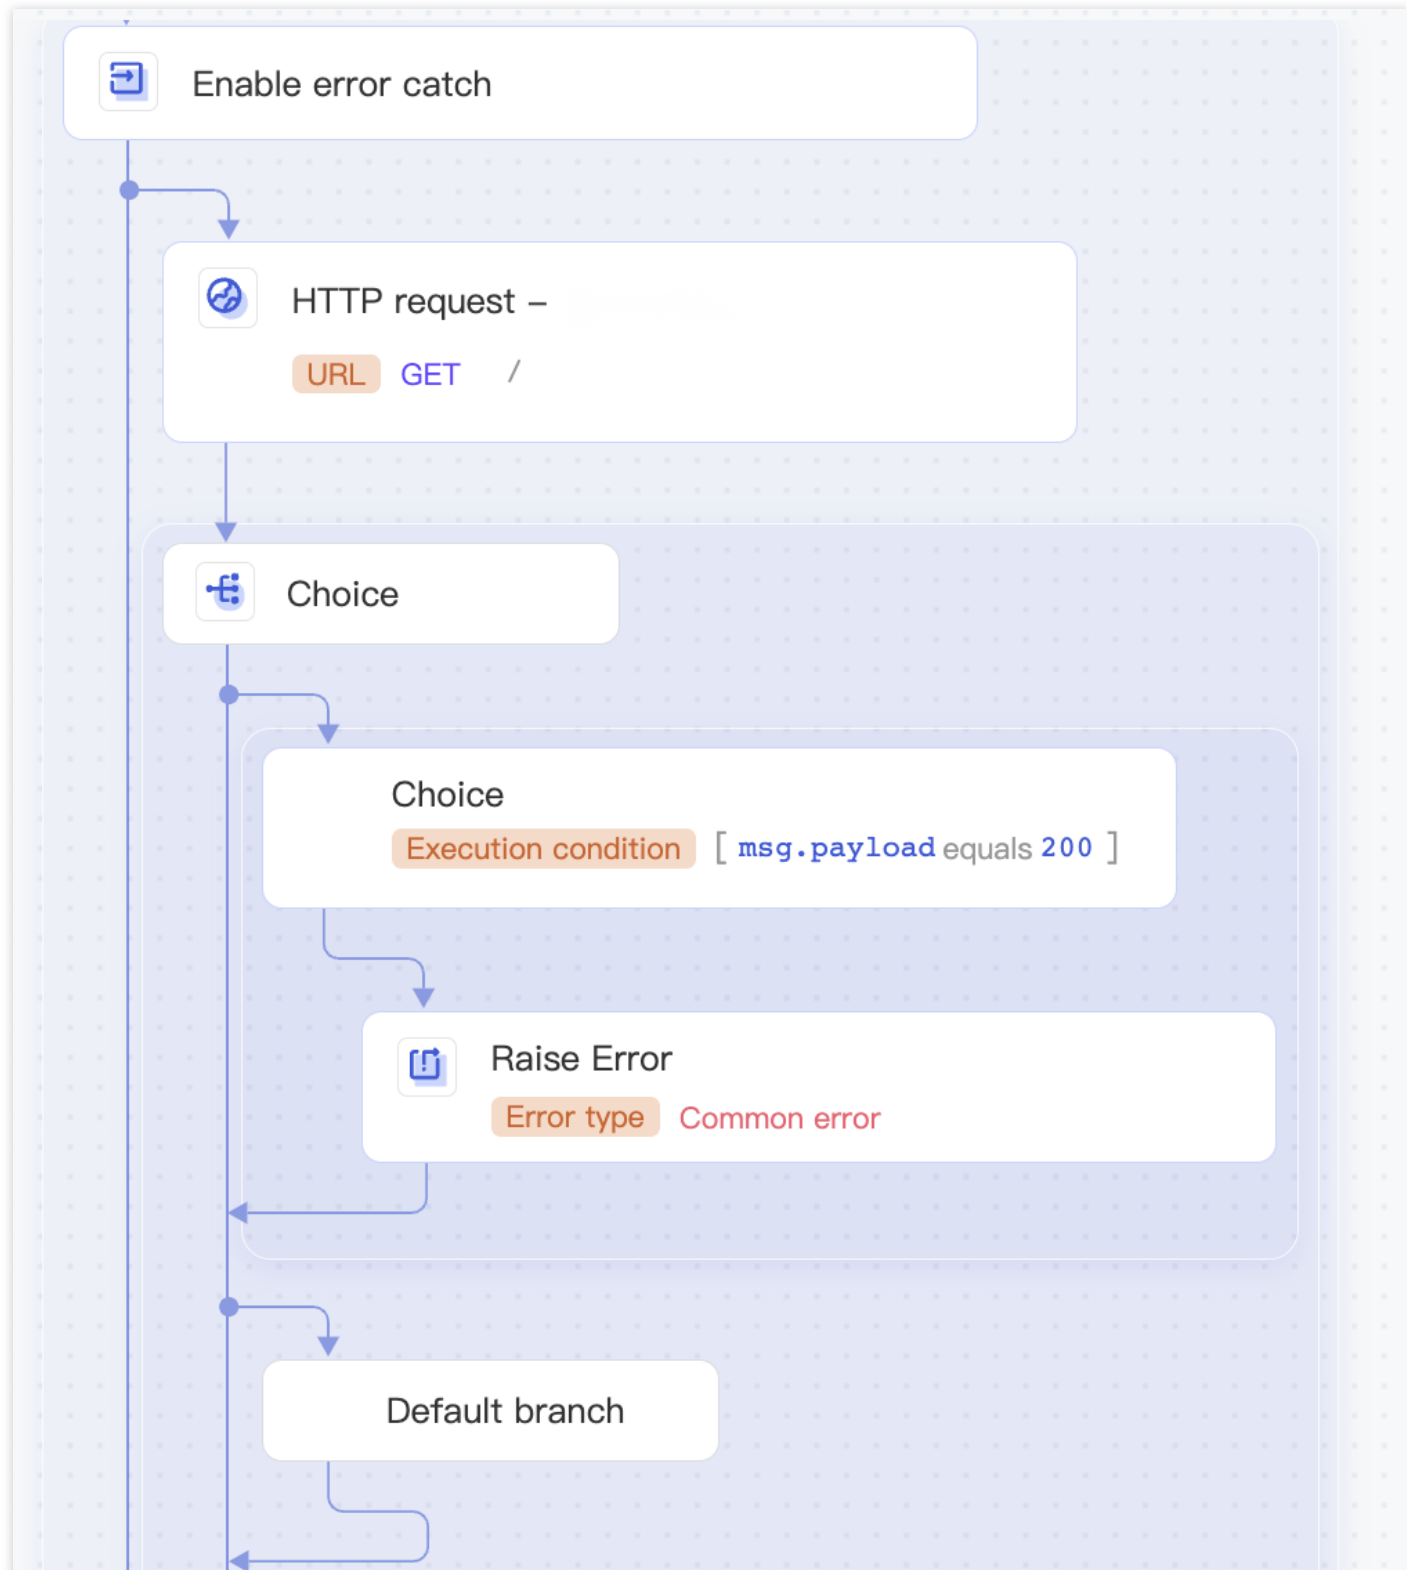 Enable error catch
HTTP request –
URL GET /
Choice
Choice
Execution condition [ msg.payload equals 200 ]
Raise Error
Error type Common error
Default branch